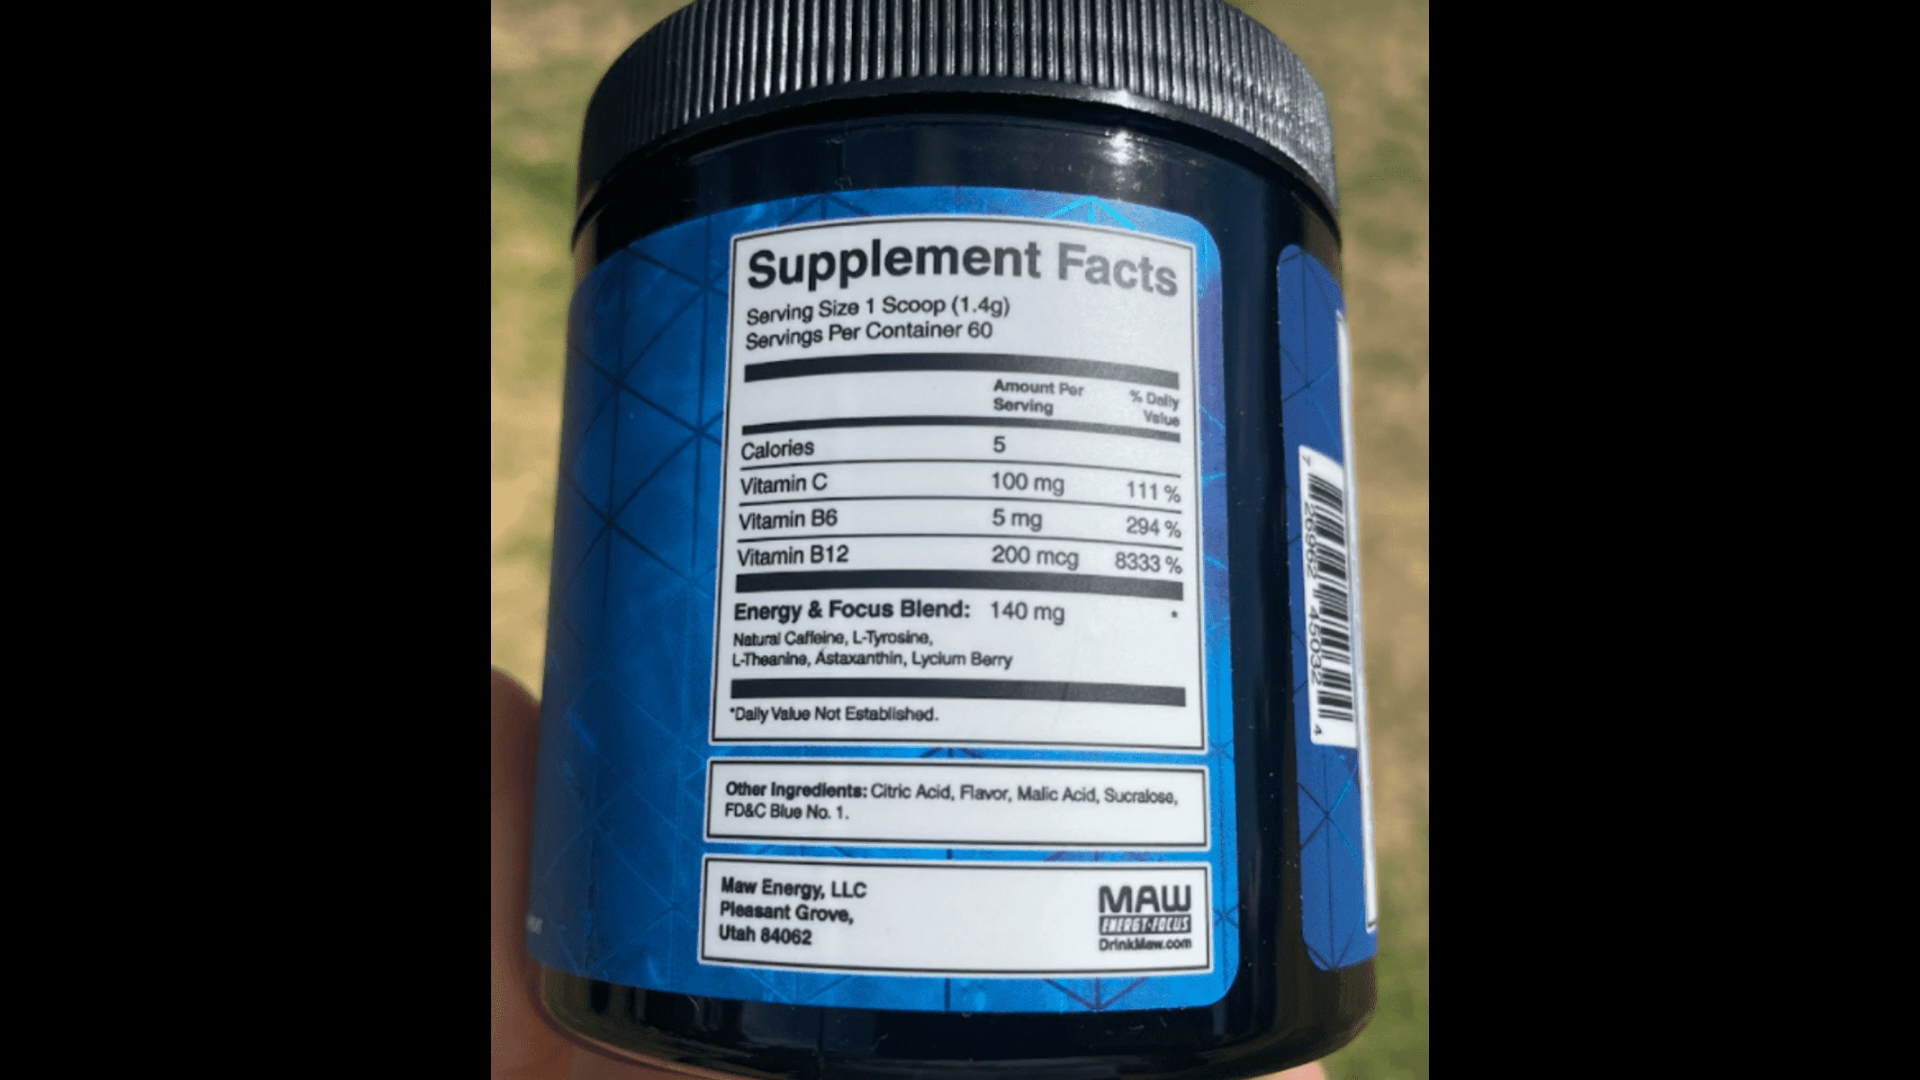 Supplement Facts
Serving Size 1 Scoop (1.4g)
Servings Per Container 60
Amount Per Serving % Daily Value
Calories 5
Vitamin C 100 mg 111 %
Vitamin B6 5 mg 294 %
Vitamin B12 200 mcg 8333 %
Energy & Focus Blend: 140 mg *
Natural Caffeine, L-Tyrosine,
L-Theanine, Astaxanthin, Lycium Berry
*Daily Value Not Established.
Other Ingredients: Citric Acid, Flavor, Malic Acid, Sucralose,
FD&C Blue No. 1.
Maw Energy, LLC
Pleasant Grove,
Utah 84062
MAW
ENERGY+FOCUS
DrinkMaw.com
7 26962 45032 4